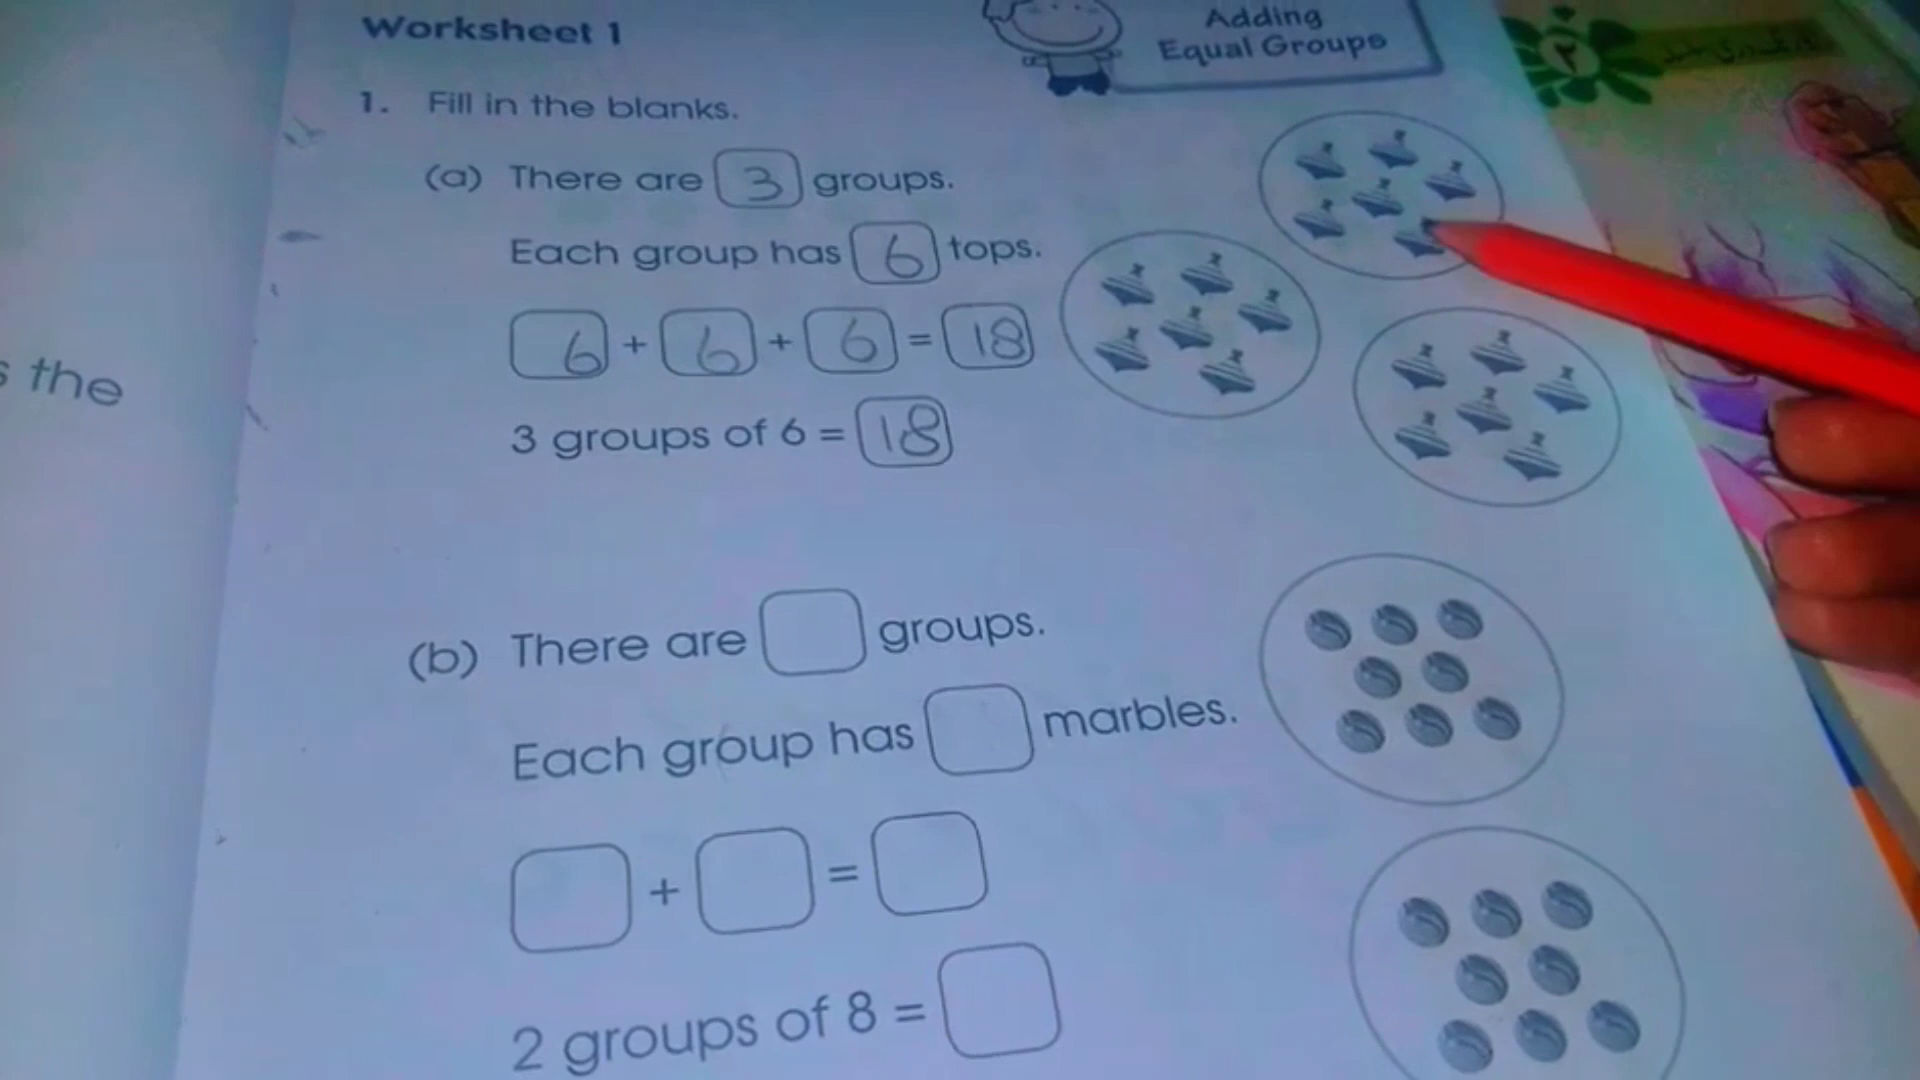 Worksheet 1
Adding
Equal Groups
1. Fill in the blanks.
(a) There are 3 groups.
Each group has 6 tops.
6 + 6 + 6 = 18
3 groups of 6 = 18
the
(b) There are groups.
Each group has marbles.
+ =
2 groups of 8 =
٢